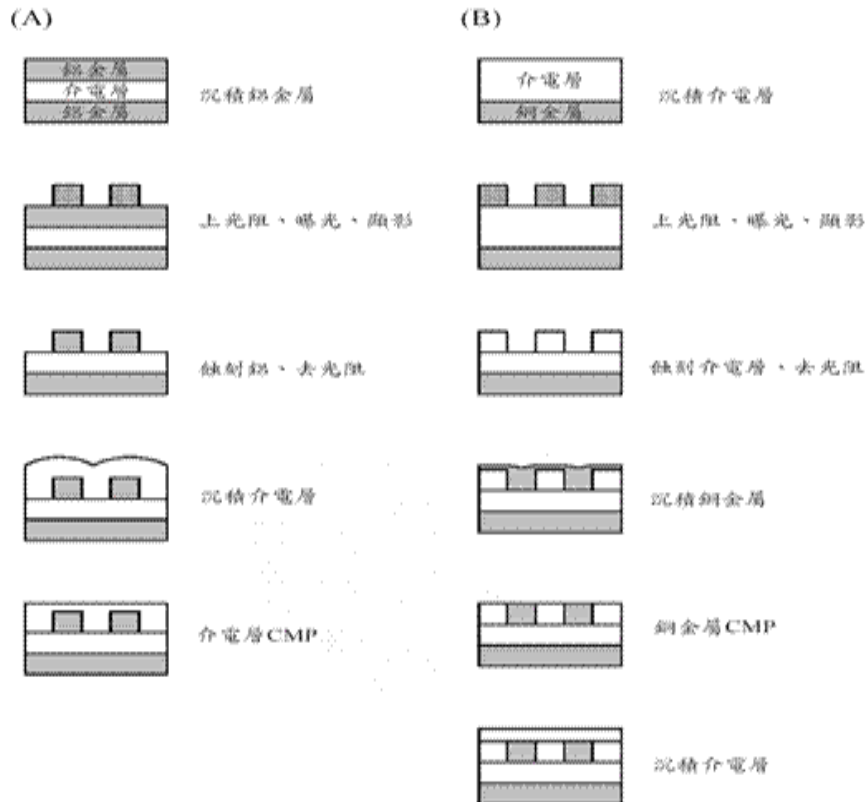 (A)
鋁金屬
介電層
鋁金屬
沉積鋁金屬
上光阻、曝光、顯影
蝕刻鋁、去光阻
沉積介電層
介電層CMP
(B)
介電層
銅金屬
沉積介電層
上光阻、曝光、顯影
蝕刻介電層、去光阻
沉積銅金屬
銅金屬CMP
沉積介電層